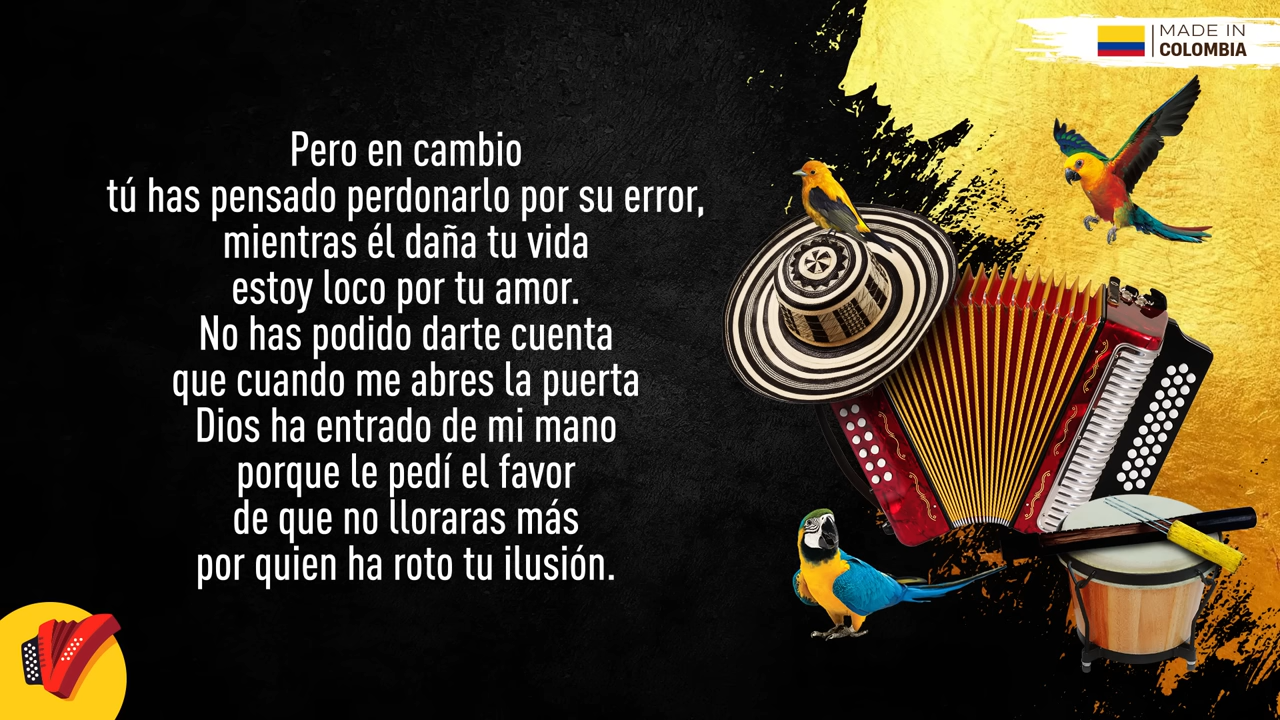 MADE IN
COLOMBIA
Pero en cambio
tú has pensado perdonarlo por su error,
mientras él daña tu vida
estoy loco por tu amor.
No has podido darte cuenta
que cuando me abres la puerta
Dios ha entrado de mi mano
porque le pedí el favor
de que no lloraras más
por quien ha roto tu ilusión.